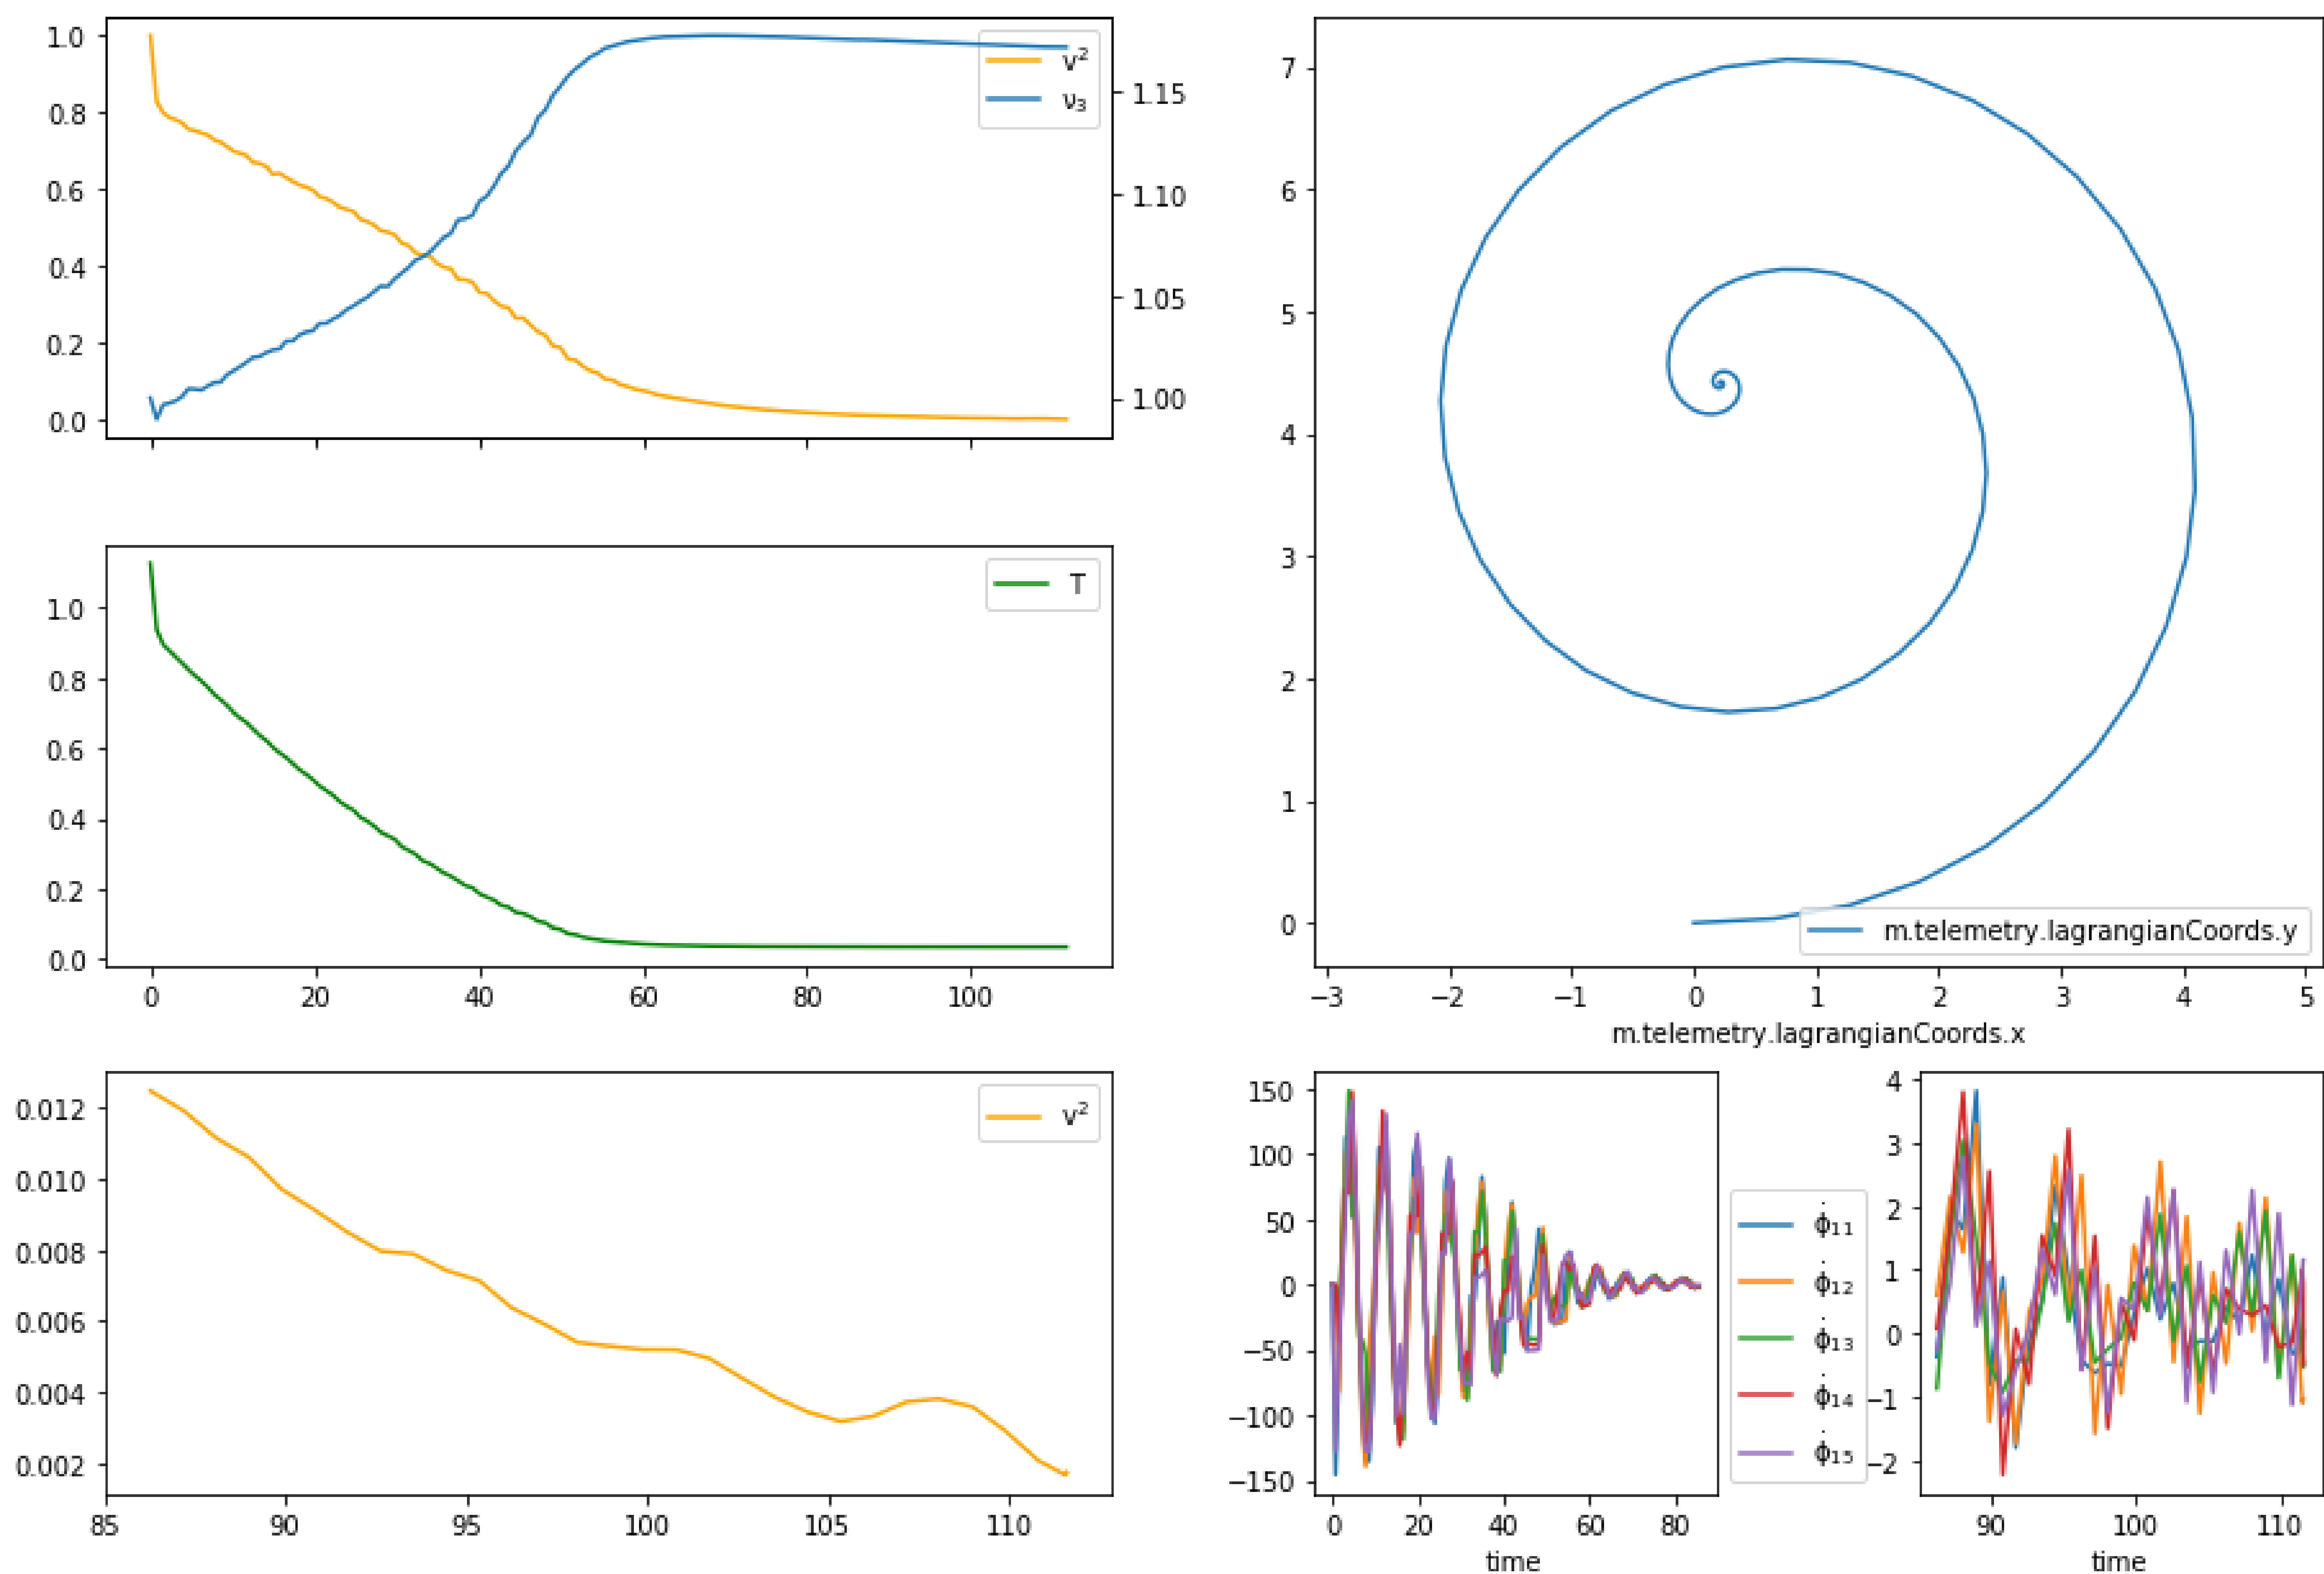 1.0
0.8
0.6
0.4
0.2
0.0
v²
ν₃
1.15
1.10
1.05
1.00
T
1.0
0.8
0.6
0.4
0.2
0.0
0 20 40 60 80 100
v²
0.012
0.010
0.008
0.006
0.004
0.002
85 90 95 100 105 110
7
6
5
4
3
2
1
0
m.telemetry.lagrangianCoords.y
−3 −2 −1 0 1 2 3 4 5
m.telemetry.lagrangianCoords.x
150
100
50
0
−50
−100
−150
0 20 40 60 80
time
ϕ̇₁₁
ϕ̇₁₂
ϕ̇₁₃
ϕ̇₁₄
ϕ̇₁₅
4
3
2
1
0
−1
−2
90 100 110
time